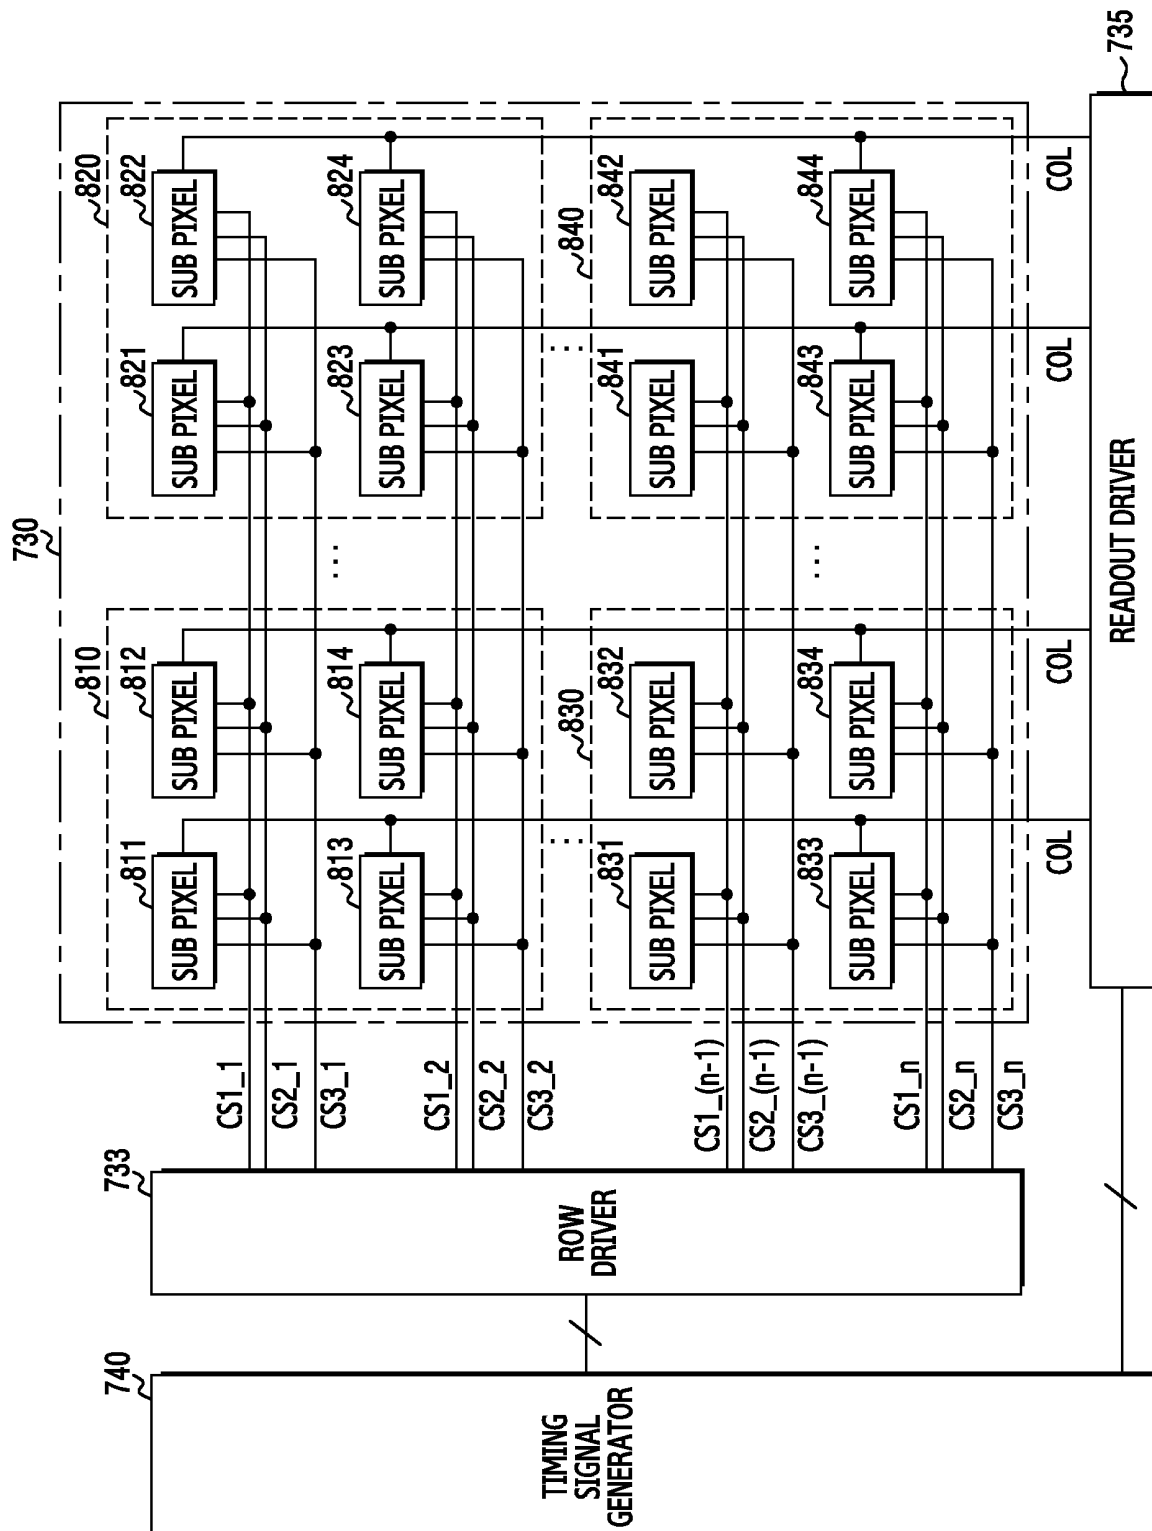 730
740
733
810
820
811
812
821
822
SUB PIXEL
SUB PIXEL
SUB PIXEL
SUB PIXEL
CS1_1
CS2_1
CS3_1
...
813
814
823
824
SUB PIXEL
SUB PIXEL
SUB PIXEL
SUB PIXEL
CS1_2
CS2_2
CS3_2
TIMING
SIGNAL
GENERATOR
ROW
DRIVER
...
...
830
840
831
832
841
842
SUB PIXEL
SUB PIXEL
SUB PIXEL
SUB PIXEL
CS1_(n-1)
CS2_(n-1)
CS3_(n-1)
...
833
834
843
844
SUB PIXEL
SUB PIXEL
SUB PIXEL
SUB PIXEL
CS1_n
CS2_n
CS3_n
COL
COL
COL
COL
READOUT DRIVER
735